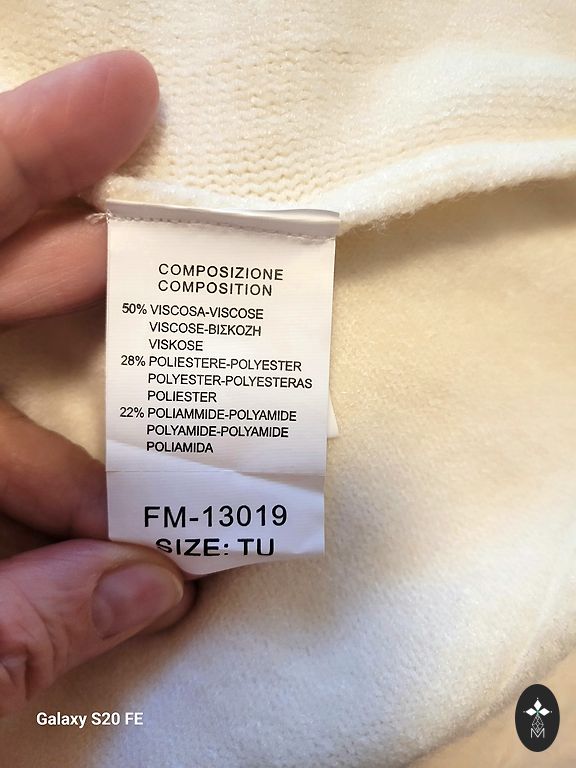 COMPOSIZIONE
COMPOSITION
50% VISCOSA-VISCOSE
VISCOSE-ΒΙΣΚΟΖΗ
VISKOSE
28% POLIESTERE-POLYESTER
POLYESTER-POLYESTERAS
POLIESTER
22% POLIAMMIDE-POLYAMIDE
POLYAMIDE-POLYAMIDE
POLIAMIDA
FM-13019
SIZE: TU
Galaxy S20 FE
M